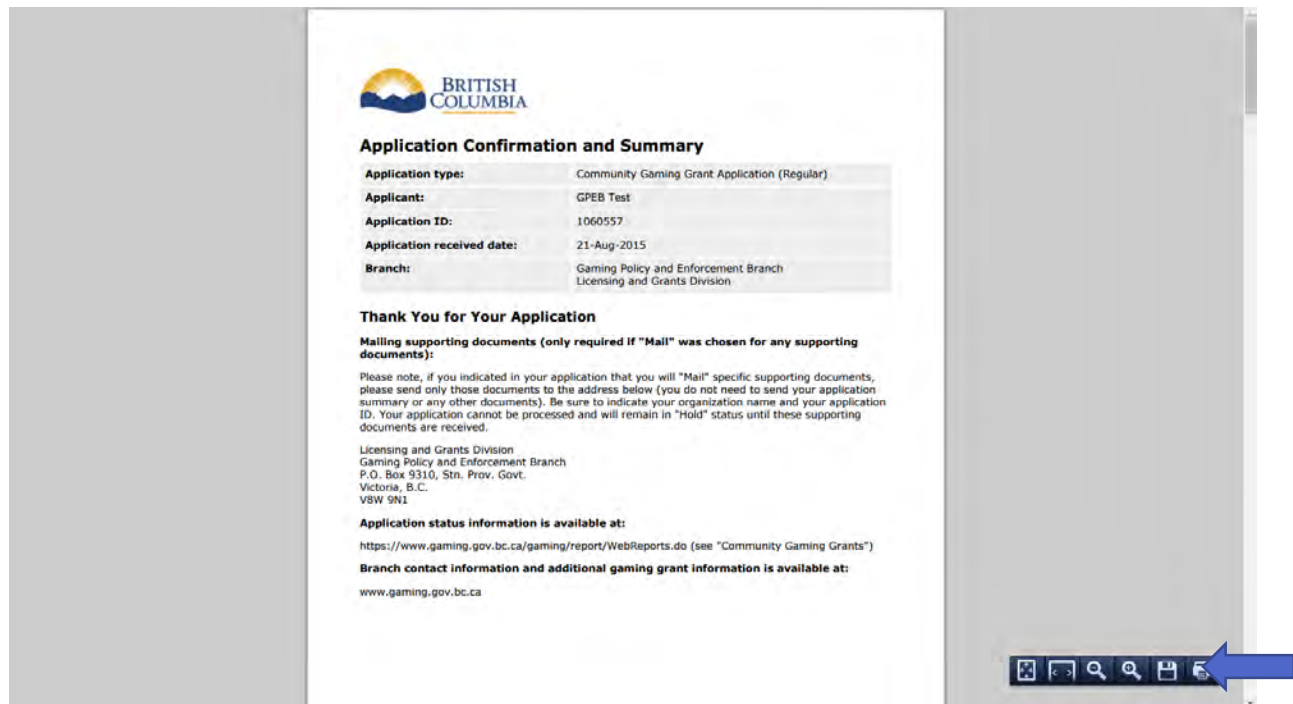 BRITISH
COLUMBIA
Application Confirmation and Summary
Application type: Community Gaming Grant Application (Regular)
Applicant: GPEB Test
Application ID: 1060557
Application received date: 21-Aug-2015
Branch: Gaming Policy and Enforcement Branch
Licensing and Grants Division
Thank You for Your Application
Mailing supporting documents (only required if "Mail" was chosen for any supporting
documents):
Please note, if you indicated in your application that you will "Mail" specific supporting documents,
please send only those documents to the address below (you do not need to send your application
summary or any other documents). Be sure to indicate your organization name and your application
ID. Your application cannot be processed and will remain in "Hold" status until these supporting
documents are received.
Licensing and Grants Division
Gaming Policy and Enforcement Branch
P.O. Box 9310, Stn. Prov. Govt.
Victoria, B.C.
V8W 9N1
Application status information is available at:
https://www.gaming.gov.bc.ca/gaming/report/WebReports.do (see "Community Gaming Grants")
Branch contact information and additional gaming grant information is available at:
www.gaming.gov.bc.ca